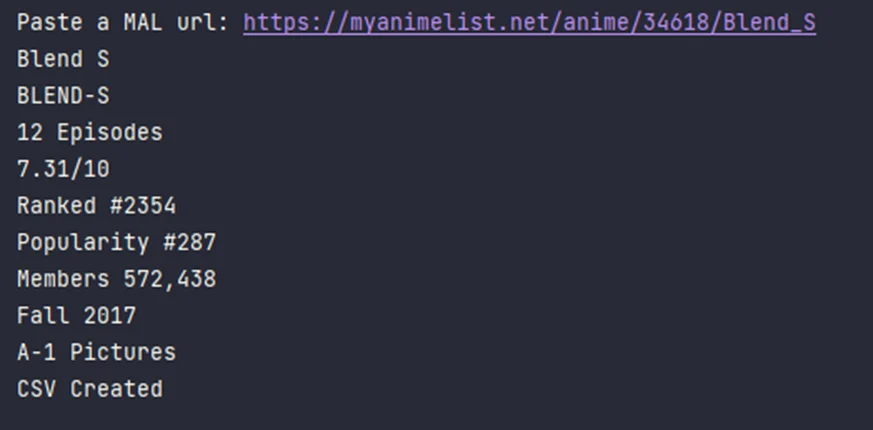 Paste a MAL url: https://myanimelist.net/anime/34618/Blend_S
Blend S
BLEND-S
12 Episodes
7.31/10
Ranked #2354
Popularity #287
Members 572,438
Fall 2017
A-1 Pictures
CSV Created